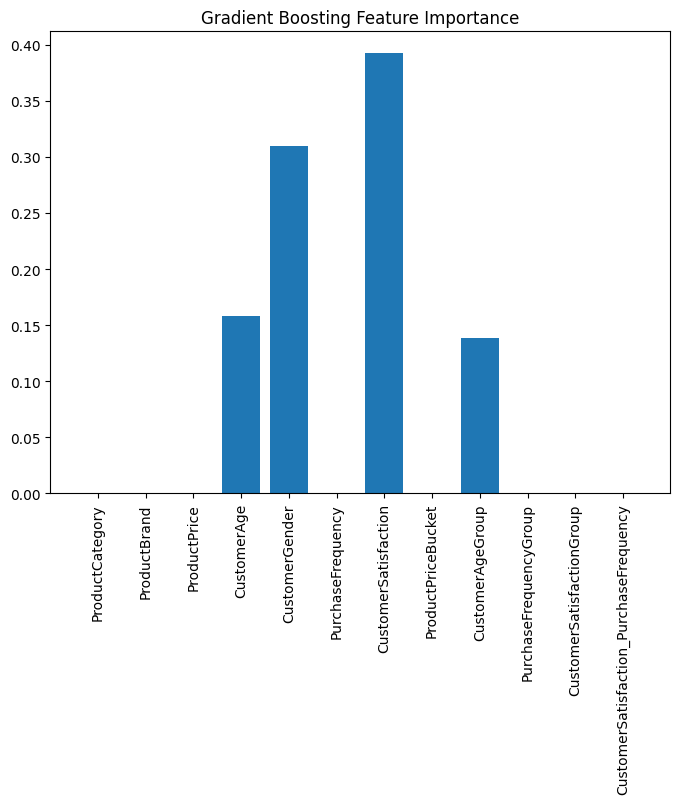 Gradient Boosting Feature Importance
0.40
0.35
0.30
0.25
0.20
0.15
0.10
0.05
0.00
ProductCategory
ProductBrand
ProductPrice
CustomerAge
CustomerGender
PurchaseFrequency
CustomerSatisfaction
ProductPriceBucket
CustomerAgeGroup
PurchaseFrequencyGroup
CustomerSatisfactionGroup
CustomerSatisfaction_PurchaseFrequency